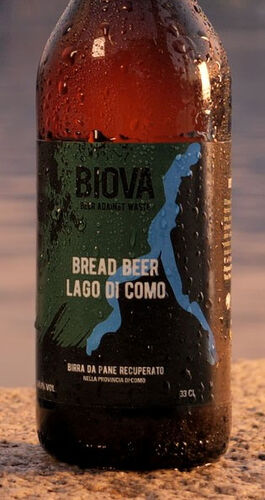 BIOVA
BEER AGAINST WASTE
BREAD BEER
LAGO DI COMO
BIRRA DA PANE RECUPERATO
NELLA PROVINCIA DI COMO
VOL.
33 CL